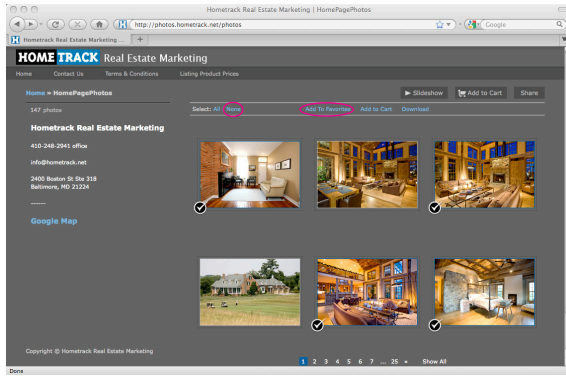 Hometrack Real Estate Marketing | HomePagePhotos
http://photos.hometrack.net/photos
Google
Hometrack Real Estate Marketing ...
HOME TRACK Real Estate Marketing
Home Contact Us Terms & Conditions Listing Product Prices
Home » HomePagePhotos
Slideshow Add to Cart Share
147 photos
Select: All None Add To Favorites Add to Cart Download
Hometrack Real Estate Marketing
410-248-2941 office
info@hometrack.net
2400 Boston St Ste 318
Baltimore, MD 21224
------
Google Map
Copyright © Hometrack Real Estate Marketing
1 2 3 4 5 6 7 ... 25 » Show All
Done